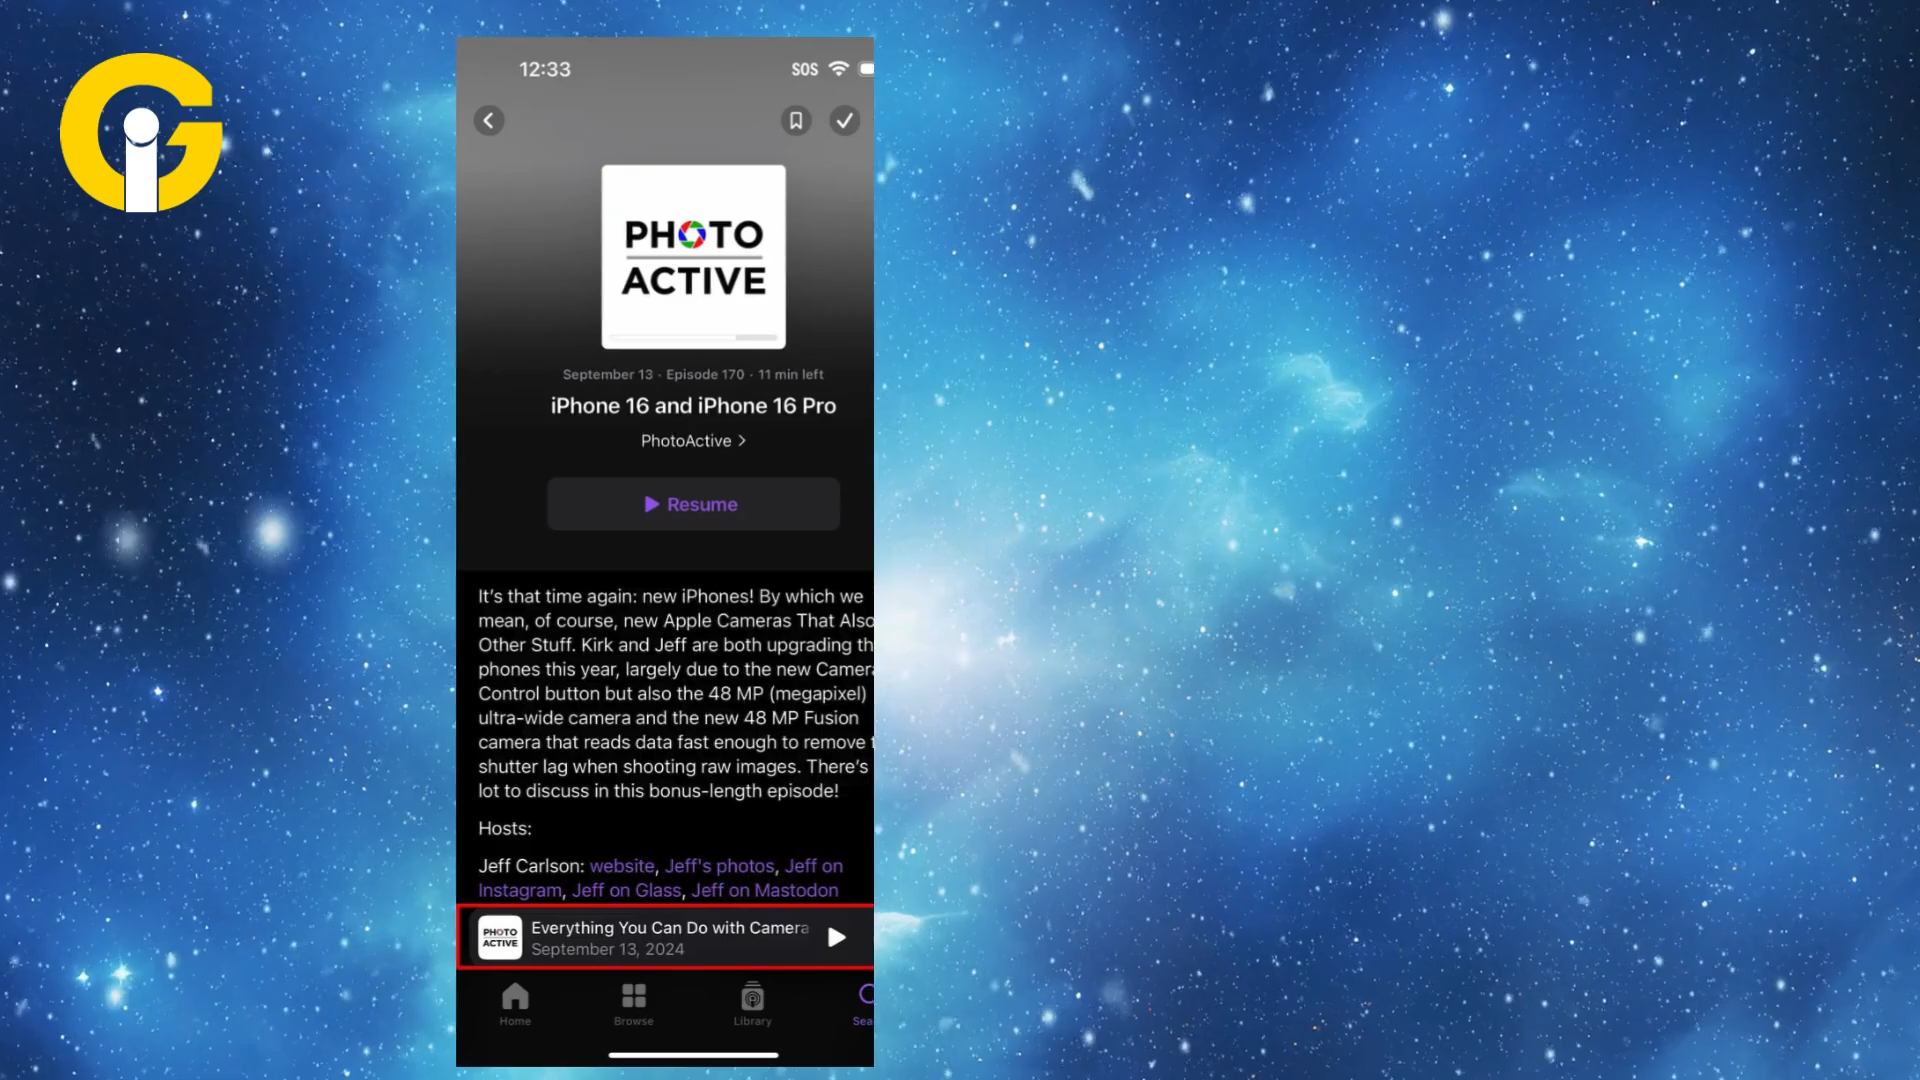 12:33 SOS
PHOTO
ACTIVE
September 13 · Episode 170 · 11 min left
iPhone 16 and iPhone 16 Pro
PhotoActive >
Resume
It's that time again: new iPhones! By which we
mean, of course, new Apple Cameras That Also
Other Stuff. Kirk and Jeff are both upgrading th
phones this year, largely due to the new Camera
Control button but also the 48 MP (megapixel)
ultra-wide camera and the new 48 MP Fusion
camera that reads data fast enough to remove t
shutter lag when shooting raw images. There's
lot to discuss in this bonus-length episode!
Hosts:
Jeff Carlson: website, Jeff's photos, Jeff on
Instagram, Jeff on Glass, Jeff on Mastodon
PHOTO
ACTIVE
Everything You Can Do with Camera
September 13, 2024
Home Browse Library Sea